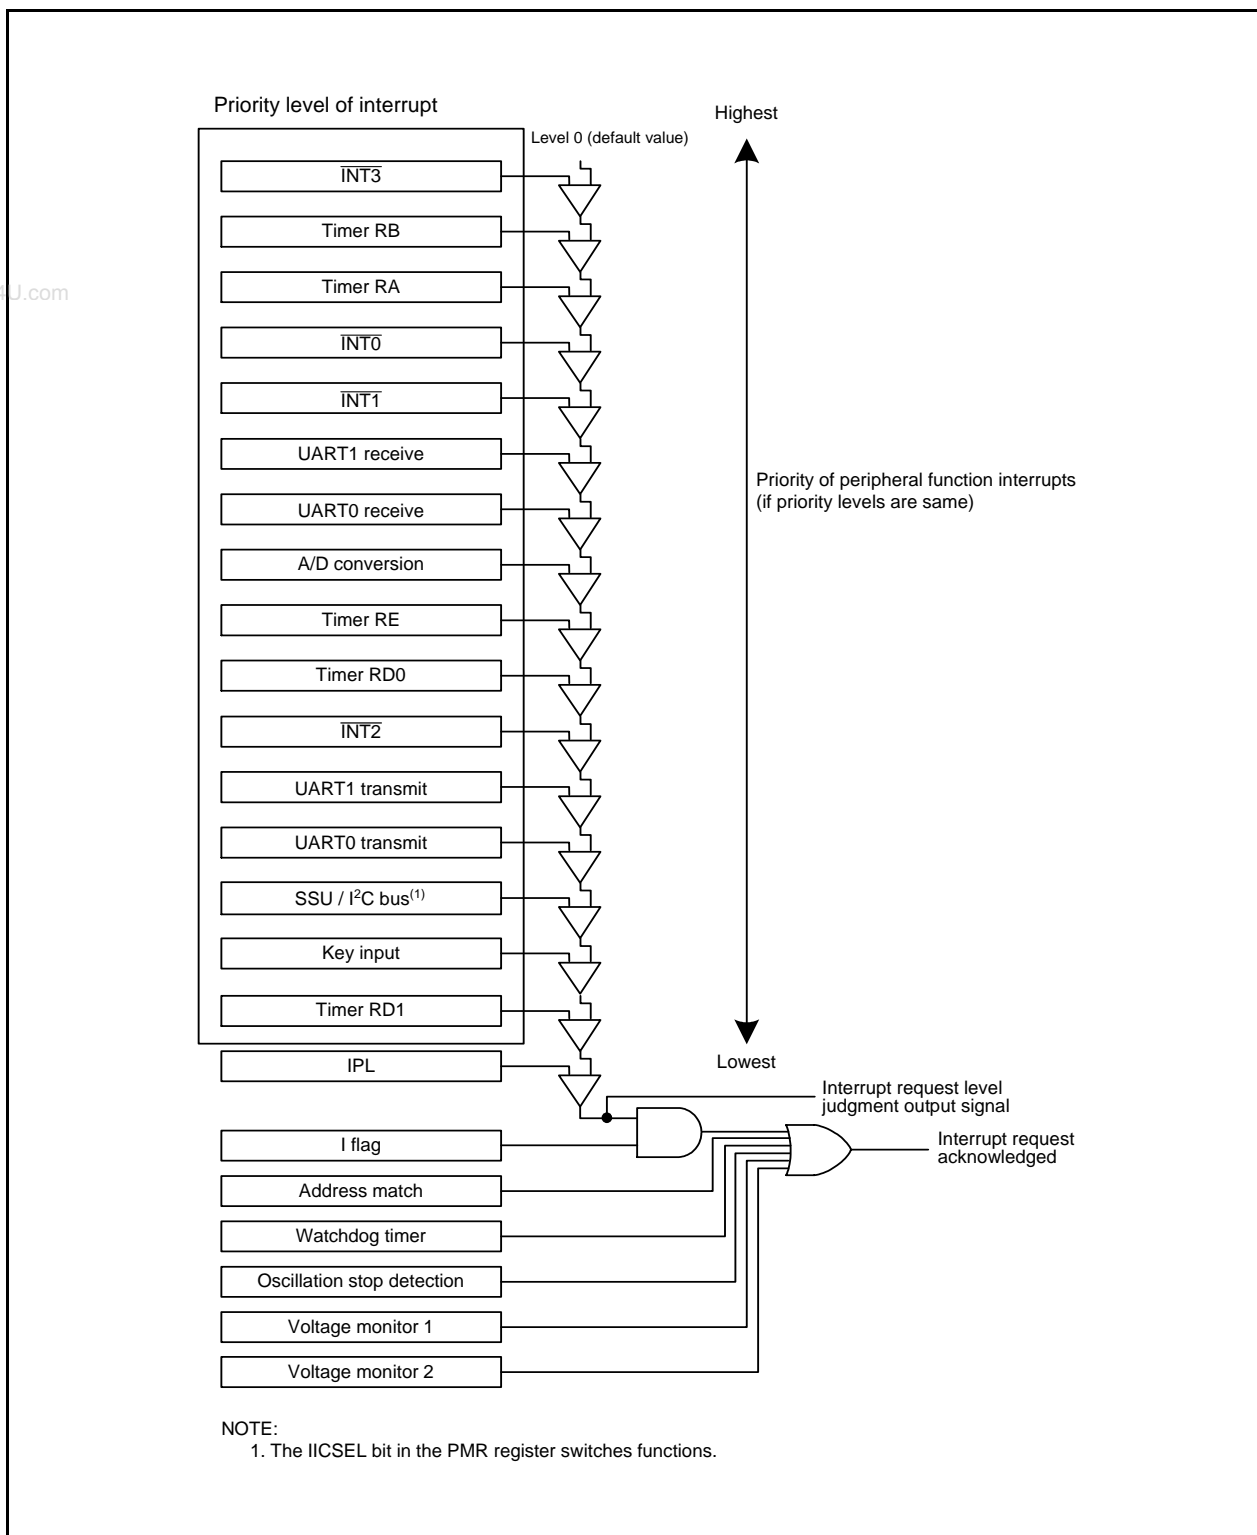 Priority level of interrupt
Highest
Level 0 (default value)
INT3
Timer RB
Timer RA
4U.com
INT0
INT1
UART1 receive
Priority of peripheral function interrupts
(if priority levels are same)
UART0 receive
A/D conversion
Timer RE
Timer RD0
INT2
UART1 transmit
UART0 transmit
SSU / I²C bus(1)
Key input
Timer RD1
Lowest
IPL
Interrupt request level
judgment output signal
I flag
Interrupt request
acknowledged
Address match
Watchdog timer
Oscillation stop detection
Voltage monitor 1
Voltage monitor 2
NOTE:
1. The IICSEL bit in the PMR register switches functions.